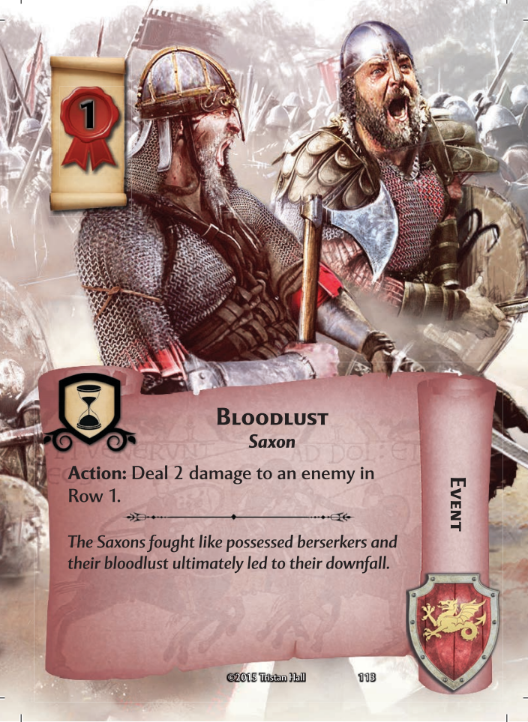 1
Bloodlust
Saxon
Action: Deal 2 damage to an enemy in
Row 1.
The Saxons fought like possessed berserkers and
their bloodlust ultimately led to their downfall.
Event
©2015 Tristan Hall
113